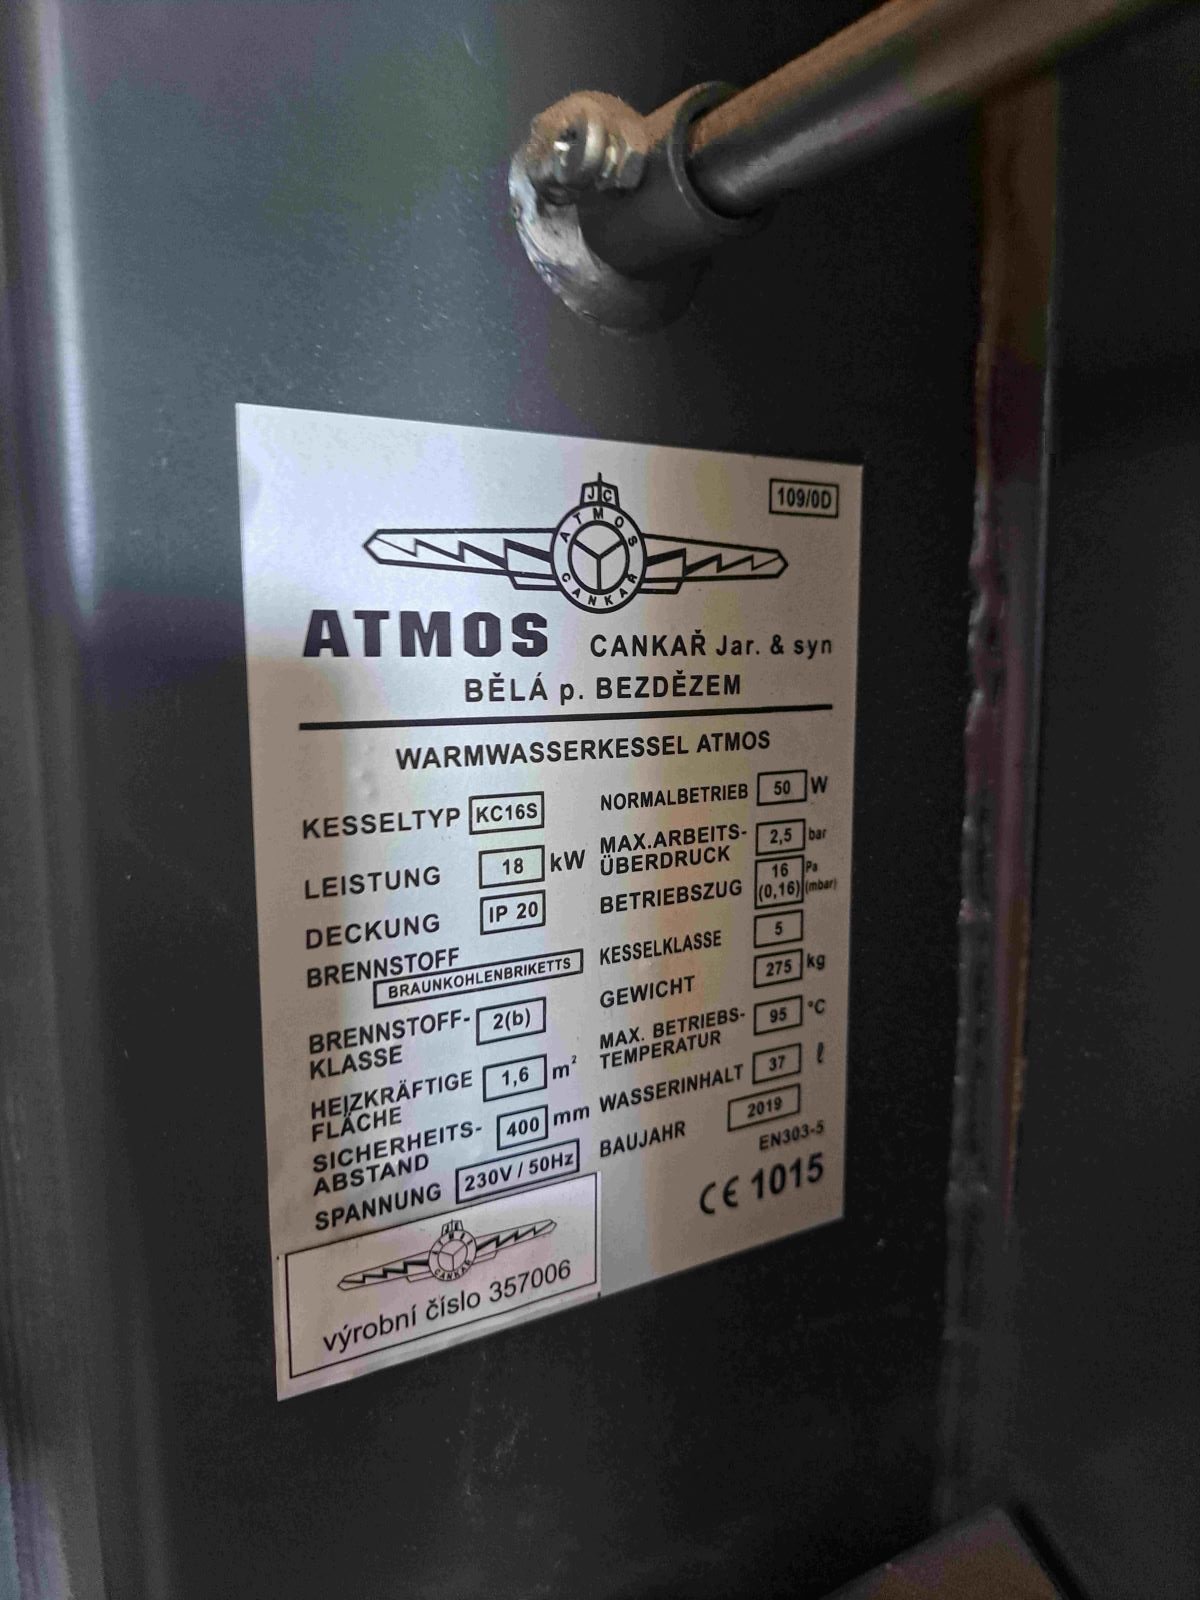 109/0D
JC
ATMOS
CANKAŘ
ATMOS CANKAŘ Jar. & syn
BĚLÁ p. BEZDĚZEM
WARMWASSERKESSEL ATMOS
KESSELTYP KC16S
LEISTUNG 18 kW
DECKUNG IP 20
BRENNSTOFF
BRAUNKOHLENBRIKETTS
BRENNSTOFF- 2(b)
KLASSE
HEIZKRÄFTIGE 1,6 m²
FLÄCHE
SICHERHEITS- 400 mm
ABSTAND
SPANNUNG 230V / 50Hz
NORMALBETRIEB 50 W
MAX.ARBEITS- 2,5 bar
ÜBERDRUCK
BETRIEBSZUG 16 Pa
(0,16) (mbar)
KESSELKLASSE 5
GEWICHT 275 kg
MAX. BETRIEBS- 95 °C
TEMPERATUR
WASSERINHALT 37 ℓ
BAUJAHR 2019
EN303-5
CE 1015
ATMOS
CANKAŘ
výrobní číslo 357006